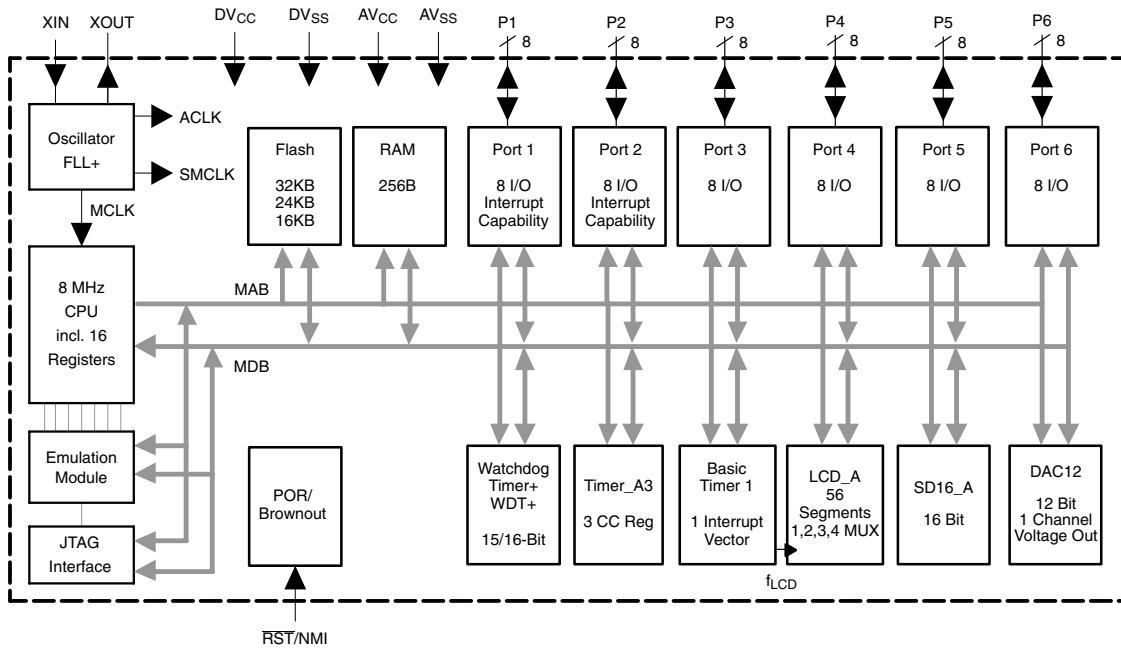 XIN XOUT DVCC DVSS AVCC AVSS P1 P2 P3 P4 P5 P6
8 8 8 8 8 8
Oscillator
FLL+
ACLK
SMCLK
MCLK
Flash
32KB
24KB
16KB
RAM
256B
Port 1
8 I/O
Interrupt
Capability
Port 2
8 I/O
Interrupt
Capability
Port 3
8 I/O
Port 4
8 I/O
Port 5
8 I/O
Port 6
8 I/O
8 MHz
CPU
incl. 16
Registers
MAB
MDB
Emulation
Module
JTAG
Interface
POR/
Brownout
RST/NMI
Watchdog
Timer+
WDT+
15/16-Bit
Timer_A3
3 CC Reg
Basic
Timer 1
1 Interrupt
Vector
fLCD
LCD_A
56
Segments
1,2,3,4 MUX
SD16_A
16 Bit
DAC12
12 Bit
1 Channel
Voltage Out